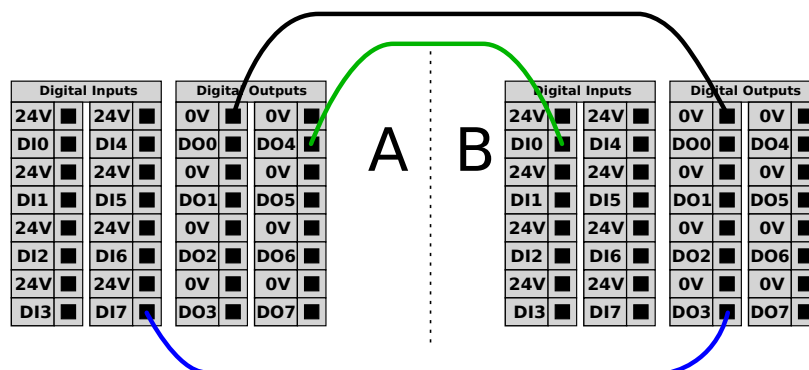 Digital Inputs Digital Outputs Digital Inputs Digital Outputs
24V 24V 0V 0V 24V 24V 0V 0V
DI0 DI4 DO0 DO4 A B DI0 DI4 DO0 DO4
24V 24V 0V 0V 24V 24V 0V 0V
DI1 DI5 DO1 DO5 DI1 DI5 DO1 DO5
24V 24V 0V 0V 24V 24V 0V 0V
DI2 DI6 DO2 DO6 DI2 DI6 DO2 DO6
24V 24V 0V 0V 24V 24V 0V 0V
DI3 DI7 DO3 DO7 DI3 DI7 DO3 DO7